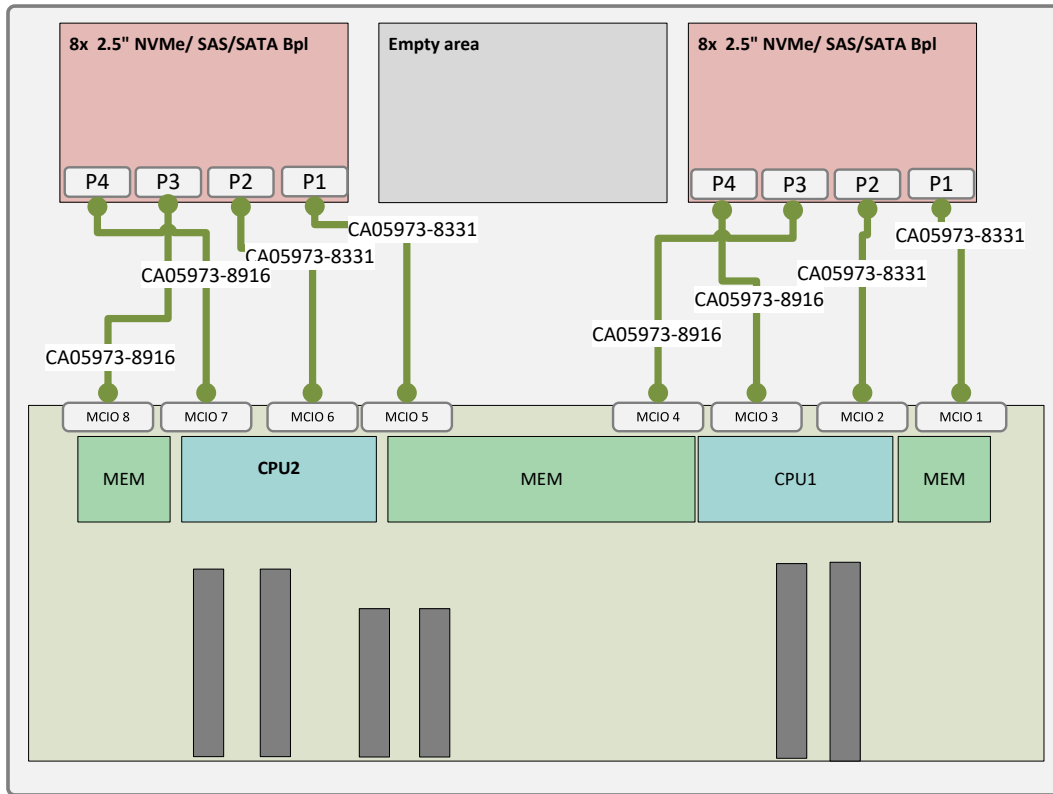 8x 2.5" NVMe/ SAS/SATA Bpl
Empty area
8x 2.5" NVMe/ SAS/SATA Bpl
P4
P3
P2
P1
P4
P3
P2
P1
CA05973-8331
CA05973-8331
CA05973-8331
CA05973-8916
CA05973-8331
CA05973-8916
CA05973-8916
CA05973-8916
MCIO 8
MCIO 7
MCIO 6
MCIO 5
MCIO 4
MCIO 3
MCIO 2
MCIO 1
MEM
CPU2
MEM
CPU1
MEM